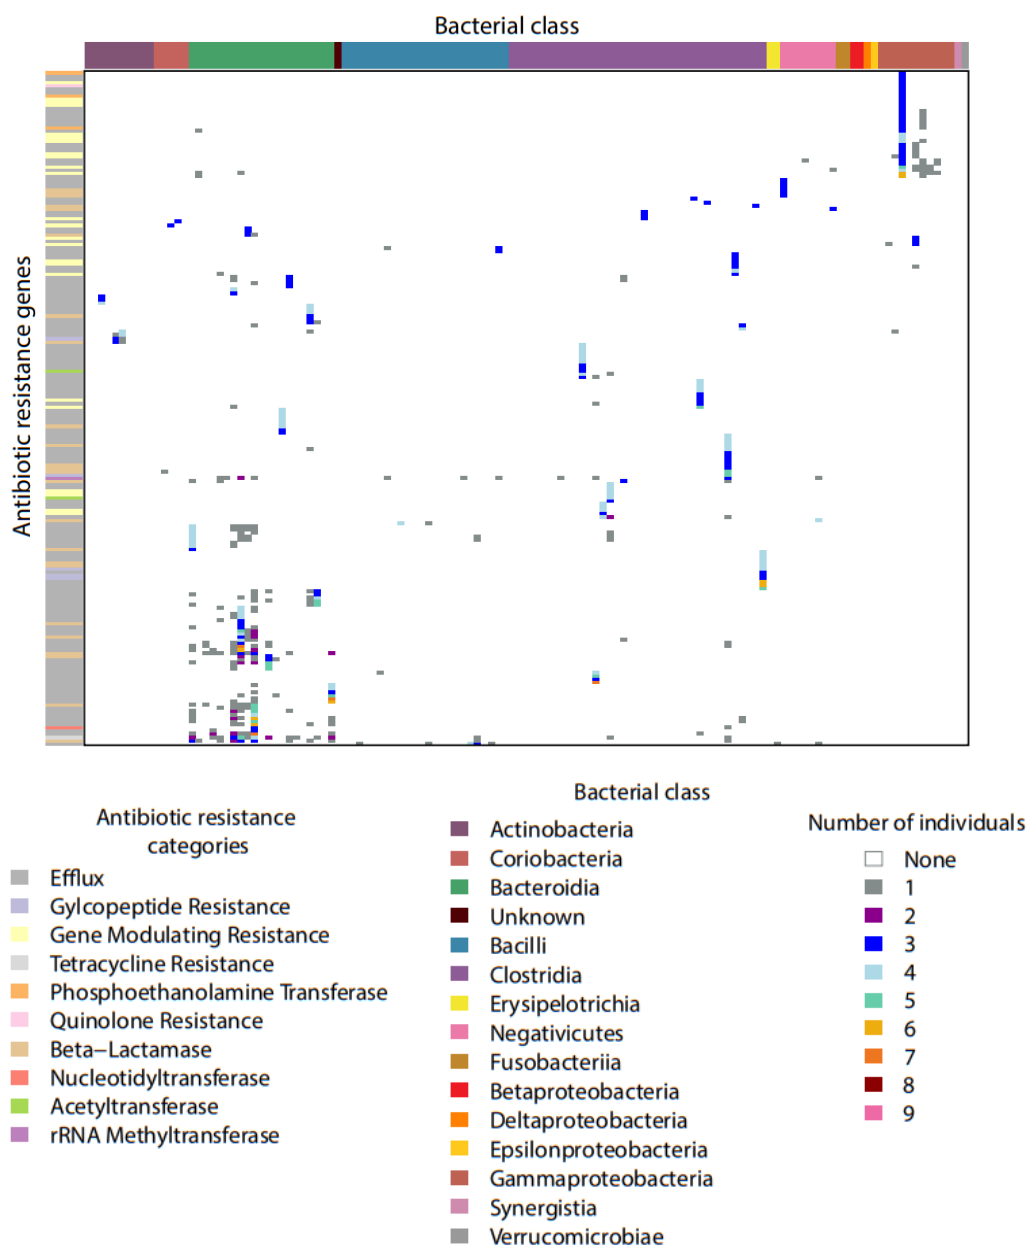 Bacterial class
Antibiotic resistance genes
Antibiotic resistance
categories
Efflux
Gylcopeptide Resistance
Gene Modulating Resistance
Tetracycline Resistance
Phosphoethanolamine Transferase
Quinolone Resistance
Beta−Lactamase
Nucleotidyltransferase
Acetyltransferase
rRNA Methyltransferase
Bacterial class
Actinobacteria
Coriobacteria
Bacteroidia
Unknown
Bacilli
Clostridia
Erysipelotrichia
Negativicutes
Fusobacteriia
Betaproteobacteria
Deltaproteobacteria
Epsilonproteobacteria
Gammaproteobacteria
Synergistia
Verrucomicrobiae
Number of individuals
None
1
2
3
4
5
6
7
8
9